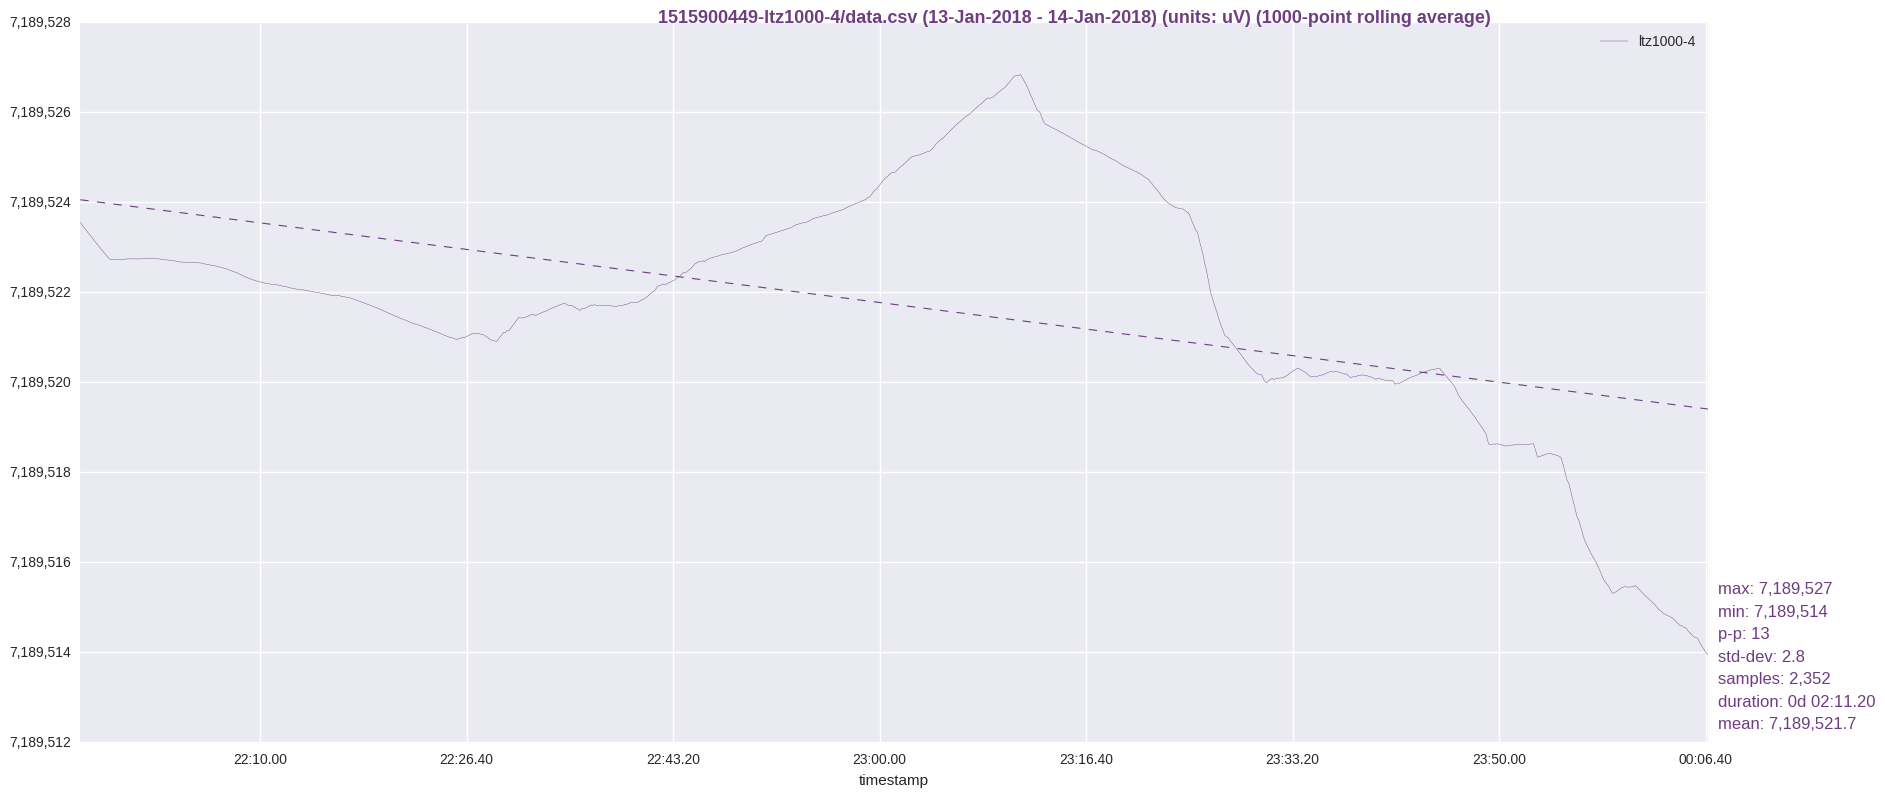 1515900449-ltz1000-4/data.csv (13-Jan-2018 - 14-Jan-2018) (units: uV) (1000-point rolling average)
ltz1000-4
7,189,528
7,189,526
7,189,524
7,189,522
7,189,520
7,189,518
7,189,516
7,189,514
7,189,512
22:10.00 22:26.40 22:43.20 23:00.00 23:16.40 23:33.20 23:50.00 00:06.40
timestamp
max: 7,189,527
min: 7,189,514
p-p: 13
std-dev: 2.8
samples: 2,352
duration: 0d 02:11.20
mean: 7,189,521.7